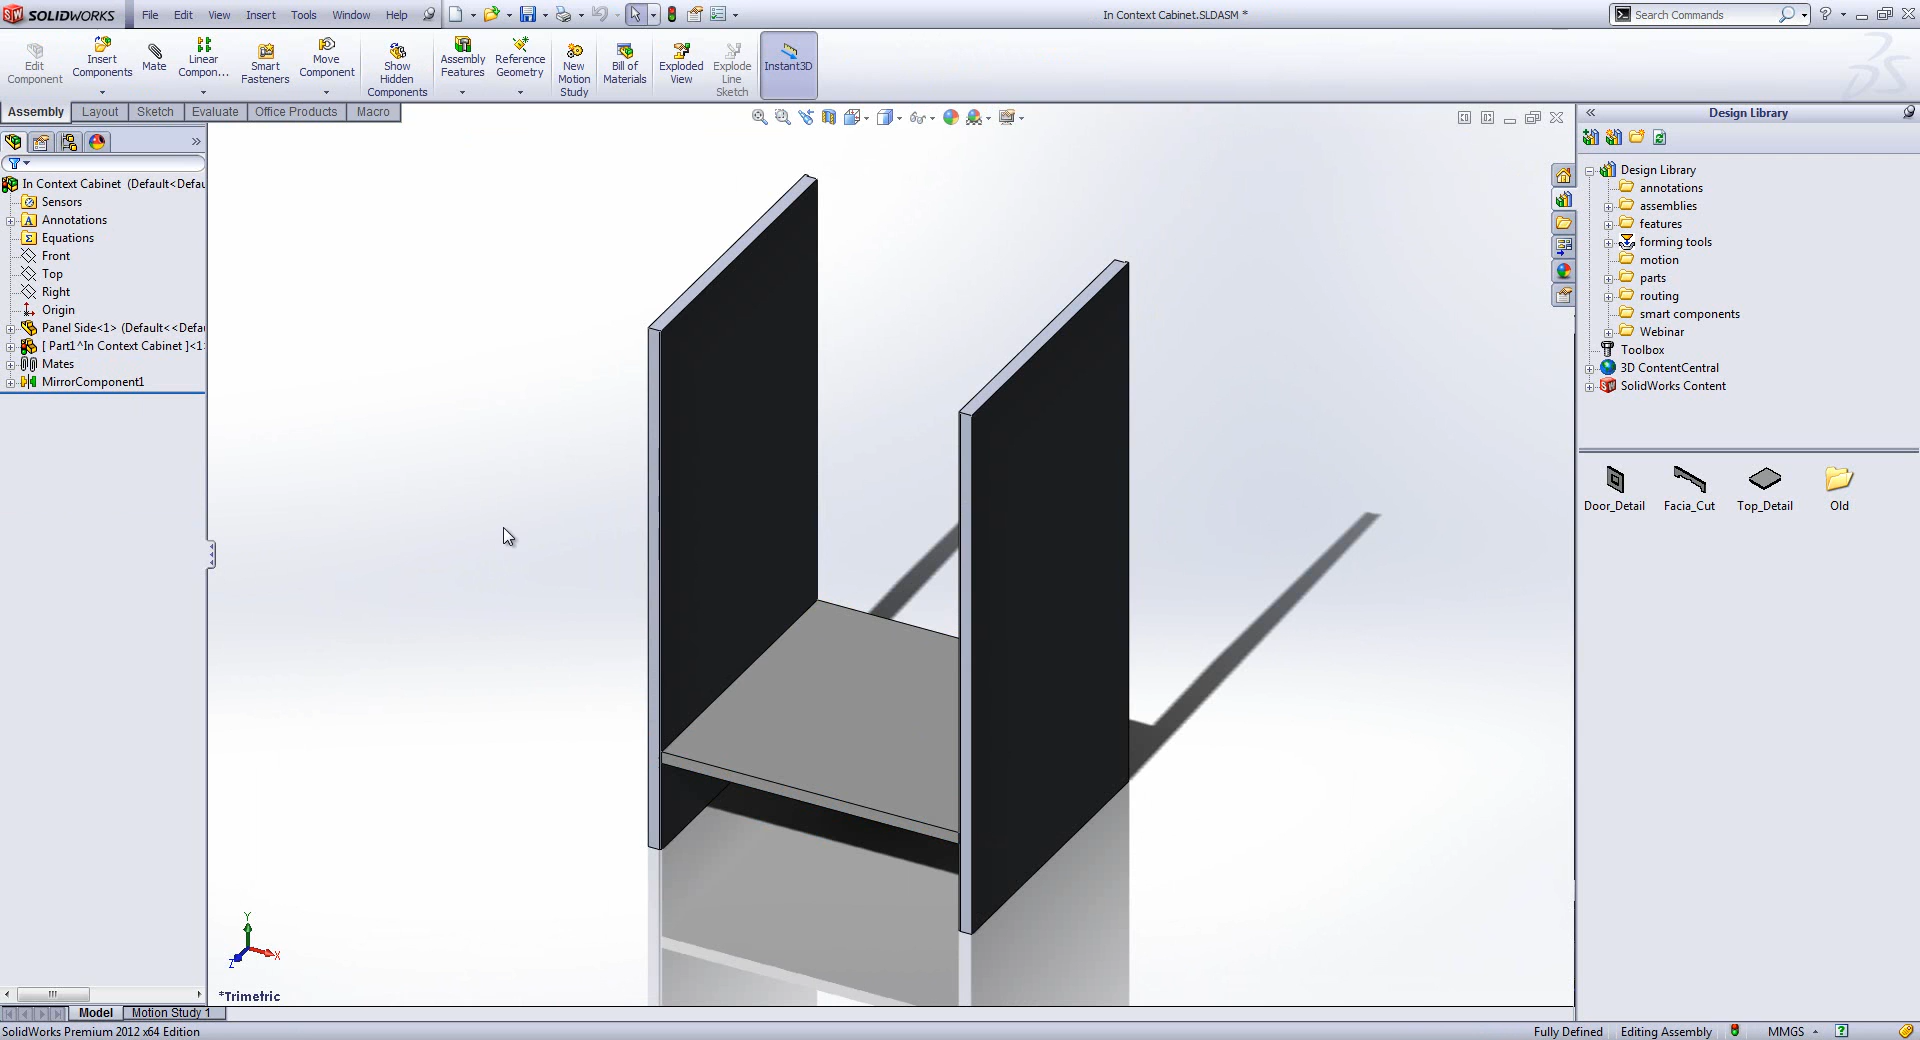 SOLIDWORKS File Edit View Insert Tools Window Help In Context Cabinet.SLDASM * Search Commands
Edit Component
Insert Components
Mate
Linear Compon...
Smart Fasteners
Move Component
Show Hidden Components
Assembly Features
Reference Geometry
New Motion Study
Bill of Materials
Exploded View
Explode Line Sketch
Instant3D
Assembly Layout Sketch Evaluate Office Products Macro
In Context Cabinet (Default<Defau
Sensors
Annotations
Equations
Front
Top
Right
Origin
Panel Side<1> (Default<<Defau
[ Part1^In Context Cabinet ]<1>
Mates
MirrorComponent1
Design Library
Design Library
annotations
assemblies
features
forming tools
motion
parts
routing
smart components
Webinar
Toolbox
3D ContentCentral
SolidWorks Content
Door_Detail Facia_Cut Top_Detail Old
Y
X
Z
*Trimetric
Model Motion Study 1
SolidWorks Premium 2012 x64 Edition Fully Defined Editing Assembly MMGS